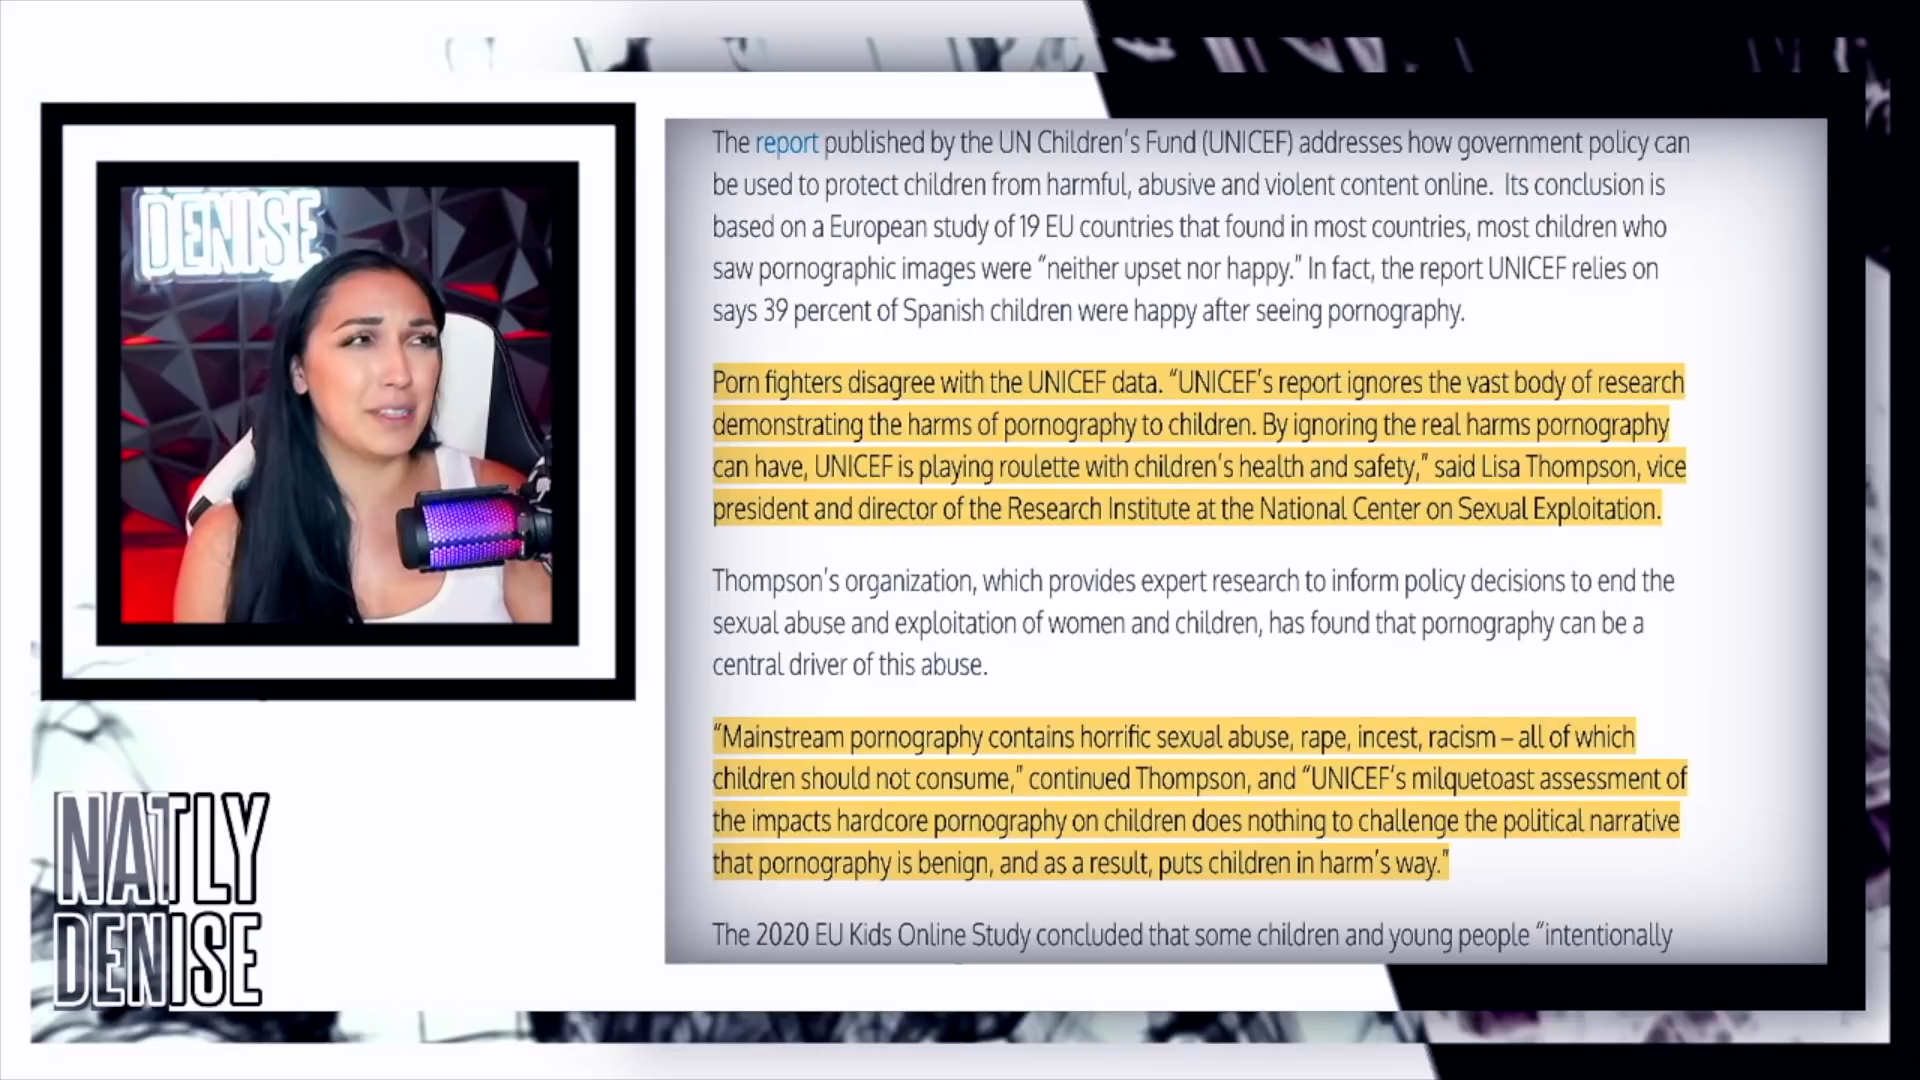 DENISE
The report published by the UN Children's Fund (UNICEF) addresses how government policy can
be used to protect children from harmful, abusive and violent content online. Its conclusion is
based on a European study of 19 EU countries that found in most countries, most children who
saw pornographic images were “neither upset nor happy.” In fact, the report UNICEF relies on
says 39 percent of Spanish children were happy after seeing pornography.
Porn fighters disagree with the UNICEF data. “UNICEF's report ignores the vast body of research
demonstrating the harms of pornography to children. By ignoring the real harms pornography
can have, UNICEF is playing roulette with children's health and safety,” said Lisa Thompson, vice
president and director of the Research Institute at the National Center on Sexual Exploitation.
Thompson's organization, which provides expert research to inform policy decisions to end the
sexual abuse and exploitation of women and children, has found that pornography can be a
central driver of this abuse.
“Mainstream pornography contains horrific sexual abuse, rape, incest, racism – all of which
children should not consume,” continued Thompson, and “UNICEF's milquetoast assessment of
the impacts hardcore pornography on children does nothing to challenge the political narrative
that pornography is benign, and as a result, puts children in harm's way.”
The 2020 EU Kids Online Study concluded that some children and young people “intentionally
NATLY
DENISE